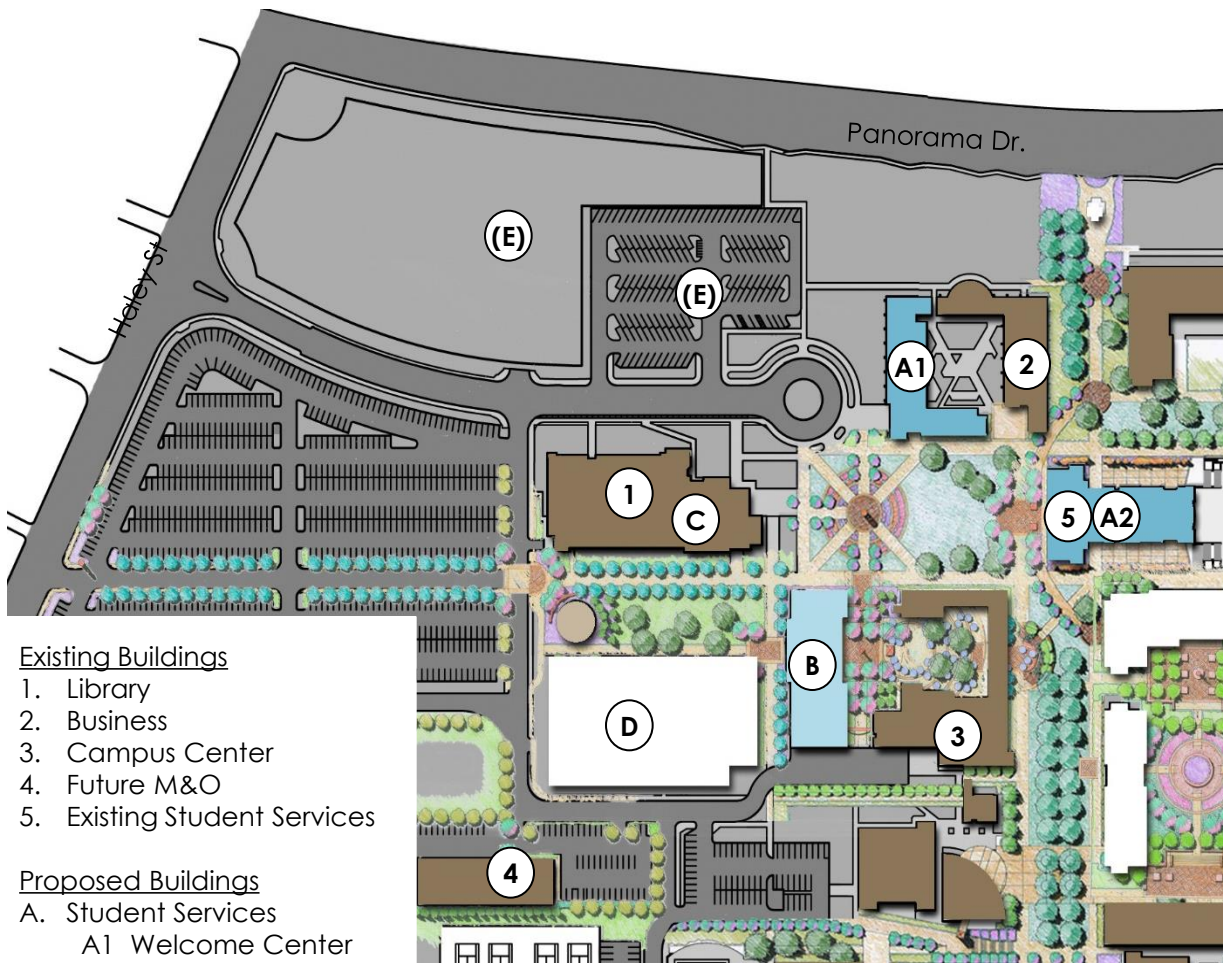 Panorama Dr.
Haley St
(E)
(E)
A1
2
1
C
5
A2
B
D
3
4
Existing Buildings
1. Library
2. Business
3. Campus Center
4. Future M&O
5. Existing Student Services
Proposed Buildings
A. Student Services
A1 Welcome Center